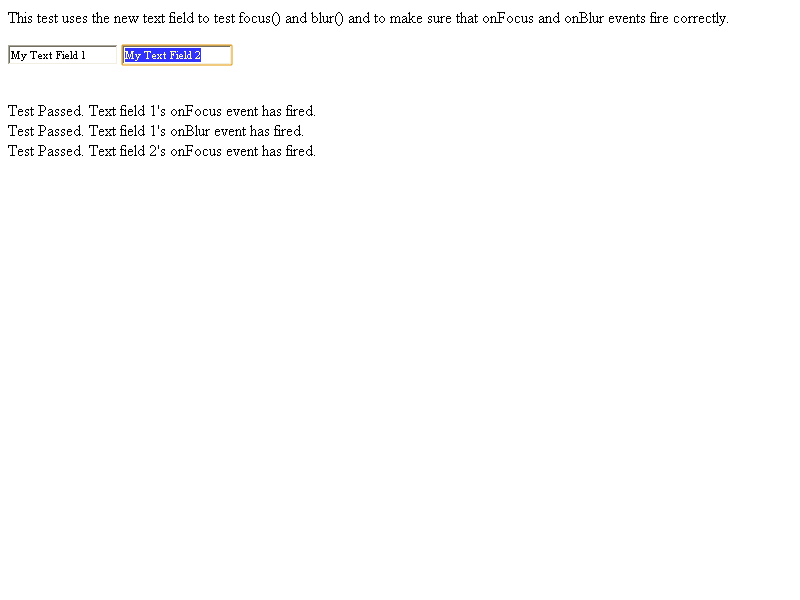 This test uses the new text field to test focus() and blur() and to make sure that onFocus and onBlur events fire correctly.
My Text Field 1 My Text Field 2
Test Passed. Text field 1's onFocus event has fired.
Test Passed. Text field 1's onBlur event has fired.
Test Passed. Text field 2's onFocus event has fired.